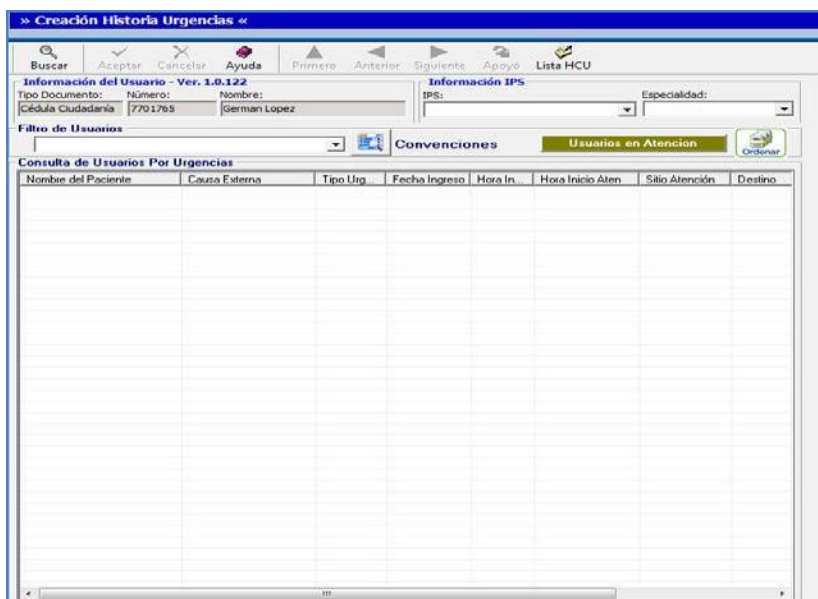 » Creación Historia Urgencias «
Buscar Aceptar Cancelar Ayuda Primero Anterior Siguiente Apoyo Lista HCU
Información del Usuario - Ver. 1.0.122 Información IPS
Tipo Documento: Número: Nombre: IPS: Especialidad:
Cédula Ciudadanía 7701765 German Lopez
Filtro de Usuarios
Convenciones Usuarios en Atencion Ordenar
Consulta de Usuarios Por Urgencias
Nombre del Paciente Causa Externa Tipo Urg... Fecha Ingreso Hora In... Hora Inicio Aten Sitio Atención Destino